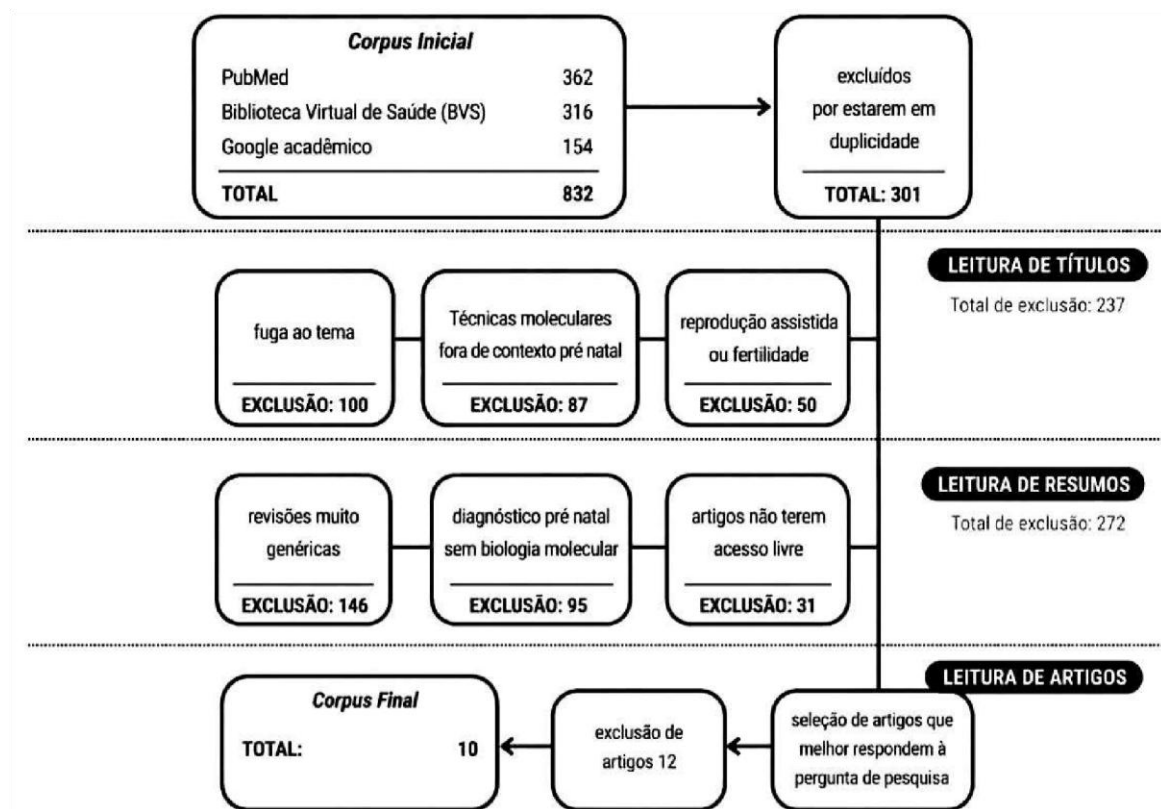 Corpus Inicial
PubMed 362
Biblioteca Virtual de Saúde (BVS) 316
Google acadêmico 154
TOTAL 832
excluídos
por estarem em
duplicidade
TOTAL: 301
LEITURA DE TÍTULOS
Total de exclusão: 237
fuga ao tema
EXCLUSÃO: 100
Técnicas moleculares
fora de contexto pré natal
EXCLUSÃO: 87
reprodução assistida
ou fertilidade
EXCLUSÃO: 50
LEITURA DE RESUMOS
Total de exclusão: 272
revisões muito
genéricas
EXCLUSÃO: 146
diagnóstico pré natal
sem biologia molecular
EXCLUSÃO: 95
artigos não terem
acesso livre
EXCLUSÃO: 31
LEITURA DE ARTIGOS
Corpus Final
TOTAL: 10
exclusão de
artigos 12
seleção de artigos que
melhor respondem à
pergunta de pesquisa